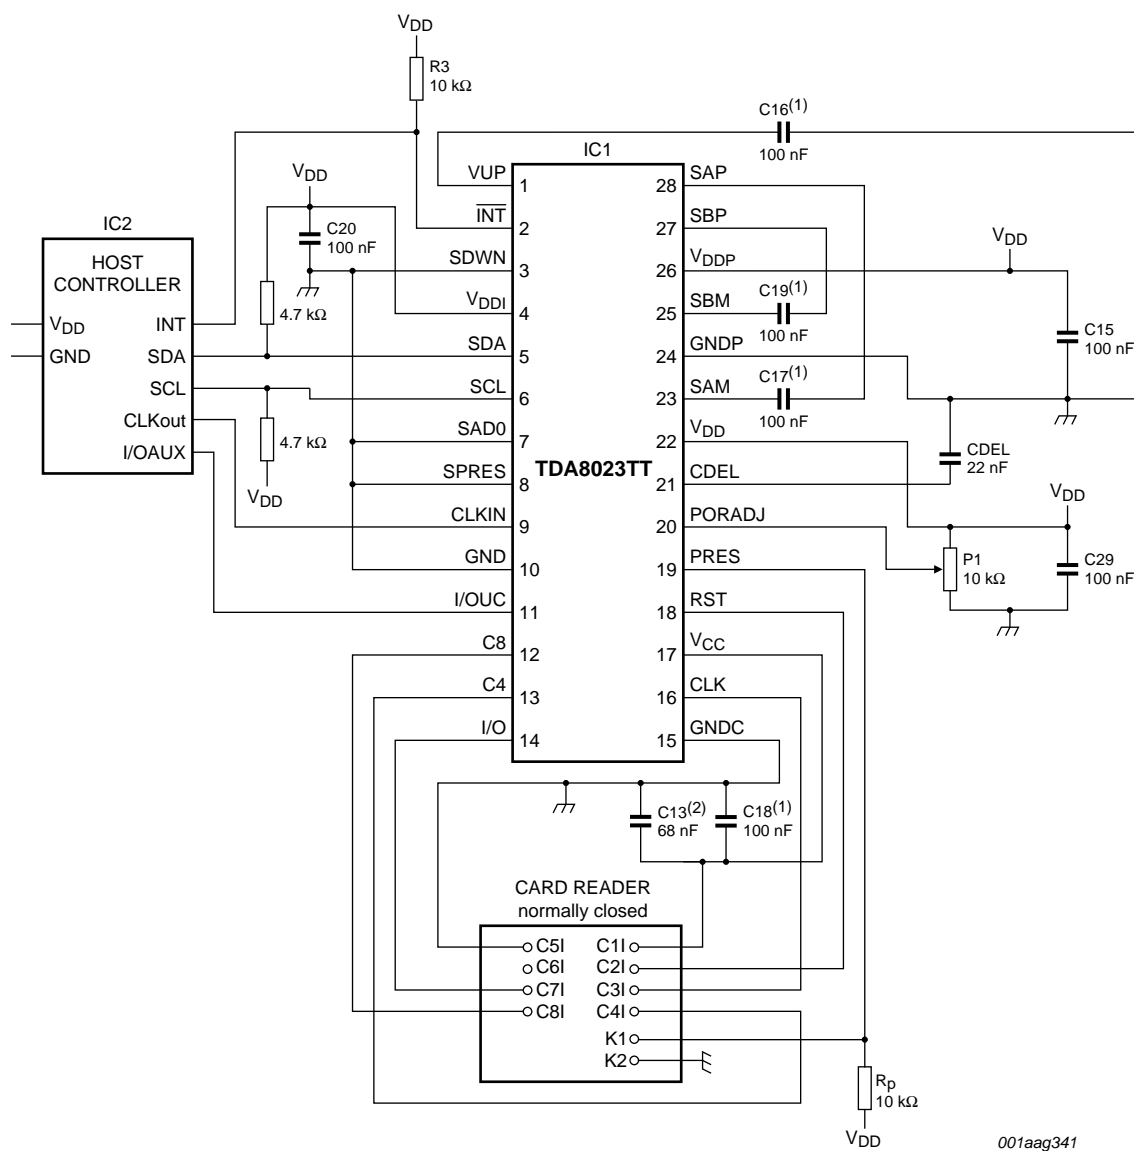 VDD
R3
10 kΩ
C16(1)
100 nF
IC1
VDD
C20
100 nF
IC2
HOST
CONTROLLER
VDD
GND
INT
SDA
SCL
CLKout
I/OAUX
4.7 kΩ
4.7 kΩ
VDD
VUP
1
INT
2
SDWN
3
VDDI
4
SDA
5
SCL
6
SAD0
7
SPRES
8
CLKIN
9
GND
10
I/OUC
11
C8
12
C4
13
I/O
14
TDA8023TT
28
SAP
27
SBP
26
VDDP
25
SBM
24
GNDP
23
SAM
22
VDD
21
CDEL
20
PORADJ
19
PRES
18
RST
17
VCC
16
CLK
15
GNDC
C19(1)
100 nF
C17(1)
100 nF
VDD
C15
100 nF
CDEL
22 nF
VDD
P1
10 kΩ
C29
100 nF
C13(2)
68 nF
C18(1)
100 nF
CARD READER
normally closed
C5I
C6I
C7I
C8I
C1I
C2I
C3I
C4I
K1
K2
Rp
10 kΩ
VDD
001aag341